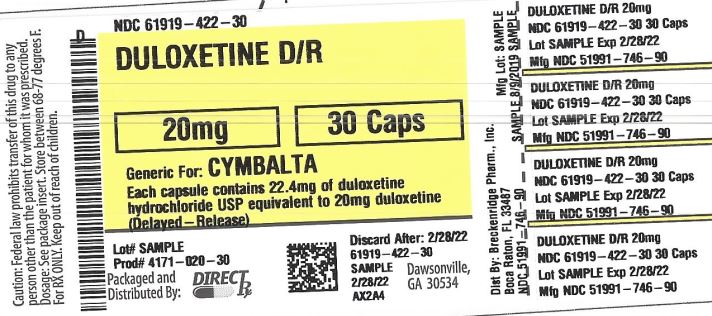 Caution: Federal law prohibits transfer of this drug to any
person other than the patient for whom it was prescribed.
Dosage: See package insert. Store between 68-77 degrees F.
For RX ONLY. Keep out of reach of children.
NDC 61919-422-30
DULOXETINE D/R
20mg
30 Caps
Generic For: CYMBALTA
Each capsule contains 22.4mg of duloxetine
hydrochloride USP equivalent to 20mg duloxetine
(Delayed-Release)
Lot# SAMPLE
Prod# 4171-020-30
Packaged and
Distributed By:
DIRECT Rx
Discard After: 2/28/22
61919-422-30
SAMPLE
2/28/22
AX2A4
Dawsonville,
GA 30534
Mfg Lot: SAMPLE
SAMPLE 8/9/2019 SAMPLE
Dist By: Breckenridge Pharm., Inc.
Boca Raton, FL 33487
NDC 51991-746-90
DULOXETINE D/R 20mg
NDC 61919-422-30 30 Caps
Lot SAMPLE Exp 2/28/22
Mfg NDC 51991-746-90
DULOXETINE D/R 20mg
NDC 61919-422-30 30 Caps
Lot SAMPLE Exp 2/28/22
Mfg NDC 51991-746-90
DULOXETINE D/R 20mg
NDC 61919-422-30 30 Caps
Lot SAMPLE Exp 2/28/22
Mfg NDC 51991-746-90
DULOXETINE D/R 20mg
NDC 61919-422-30 30 Caps
Lot SAMPLE Exp 2/28/22
Mfg NDC 51991-746-90